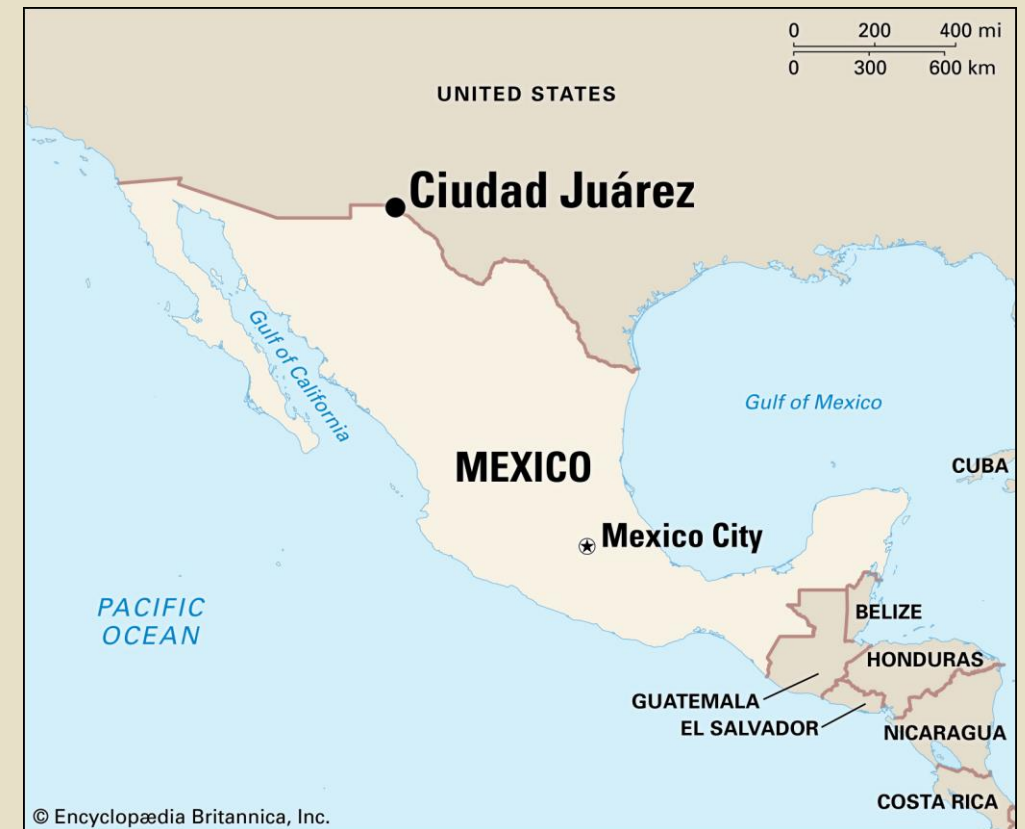 0 200 400 mi
0 300 600 km
UNITED STATES
Ciudad Juárez
Gulf of California
Gulf of Mexico
MEXICO
CUBA
Mexico City
PACIFIC
OCEAN
BELIZE
HONDURAS
GUATEMALA
EL SALVADOR
NICARAGUA
COSTA RICA
© Encyclopædia Britannica, Inc.